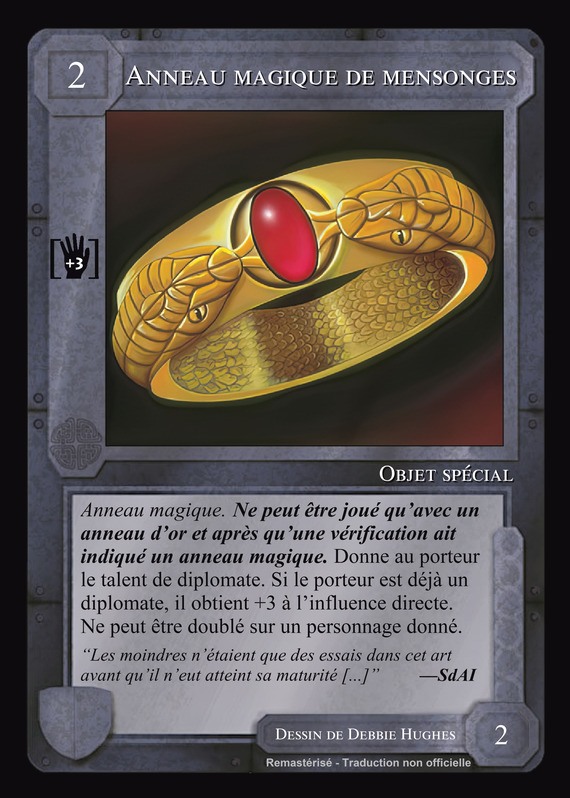 2
ANNEAU MAGIQUE DE MENSONGES
[+3]
OBJET SPÉCIAL
Anneau magique. Ne peut être joué qu’avec un
anneau d’or et après qu’une vérification ait
indiqué un anneau magique. Donne au porteur
le talent de diplomate. Si le porteur est déjà un
diplomate, il obtient +3 à l’influence directe.
Ne peut être doublé sur un personnage donné.
“Les moindres n’étaient que des essais dans cet art
avant qu’il n’eut atteint sa maturité [...]” —SdAI
DESSIN DE DEBBIE HUGHES
2
Remastérisé - Traduction non officielle